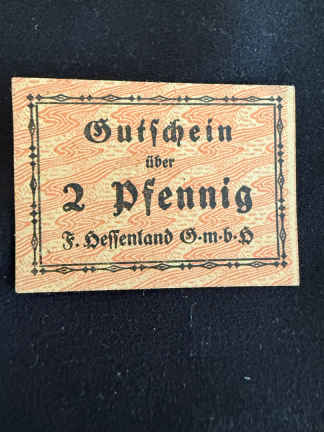 Gutschein
über
2 Pfennig
F. Hessenland G·m·b·H